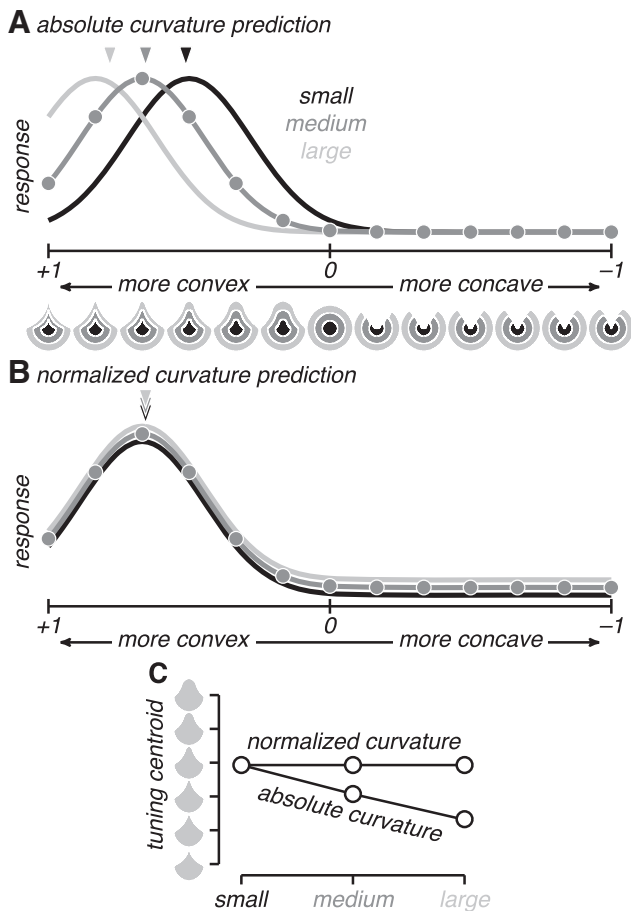 A absolute curvature prediction
small
medium
large
response
+1 0 −1
more convex more concave
B normalized curvature prediction
response
+1 0 −1
more convex more concave
C
tuning centroid
normalized curvature
absolute curvature
small medium large